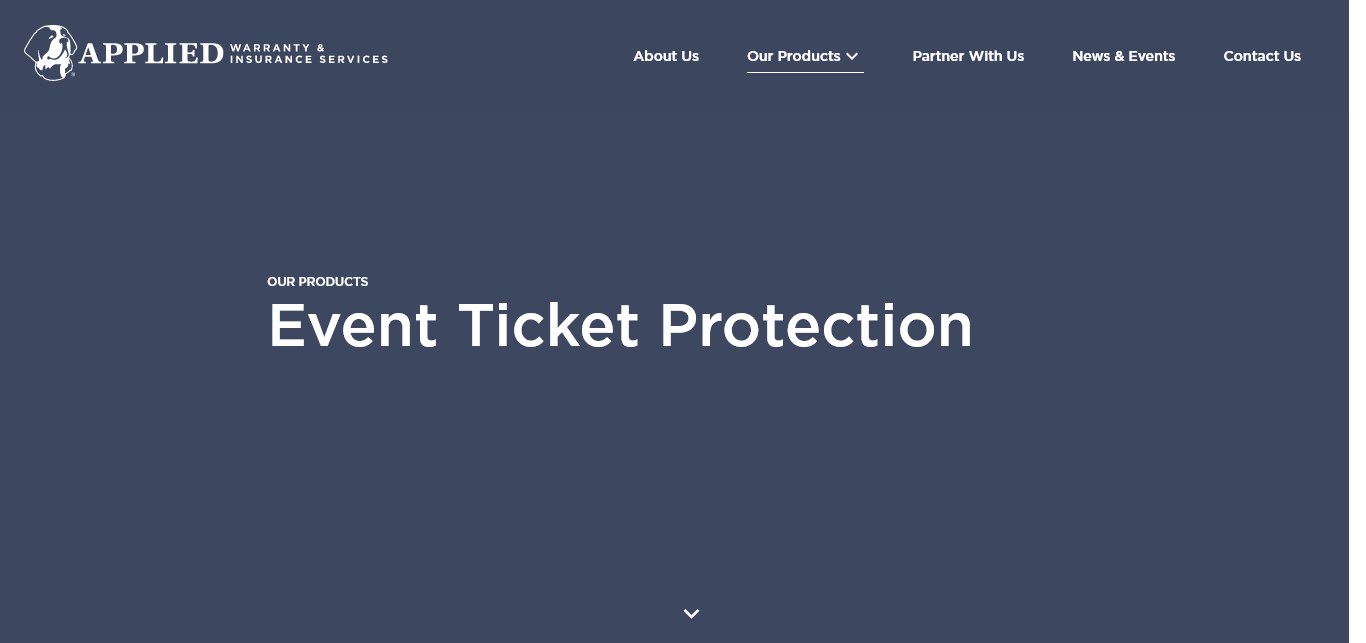 APPLIED WARRANTY &
INSURANCE SERVICES
About Us
Our Products
Partner With Us
News & Events
Contact Us
OUR PRODUCTS
Event Ticket Protection